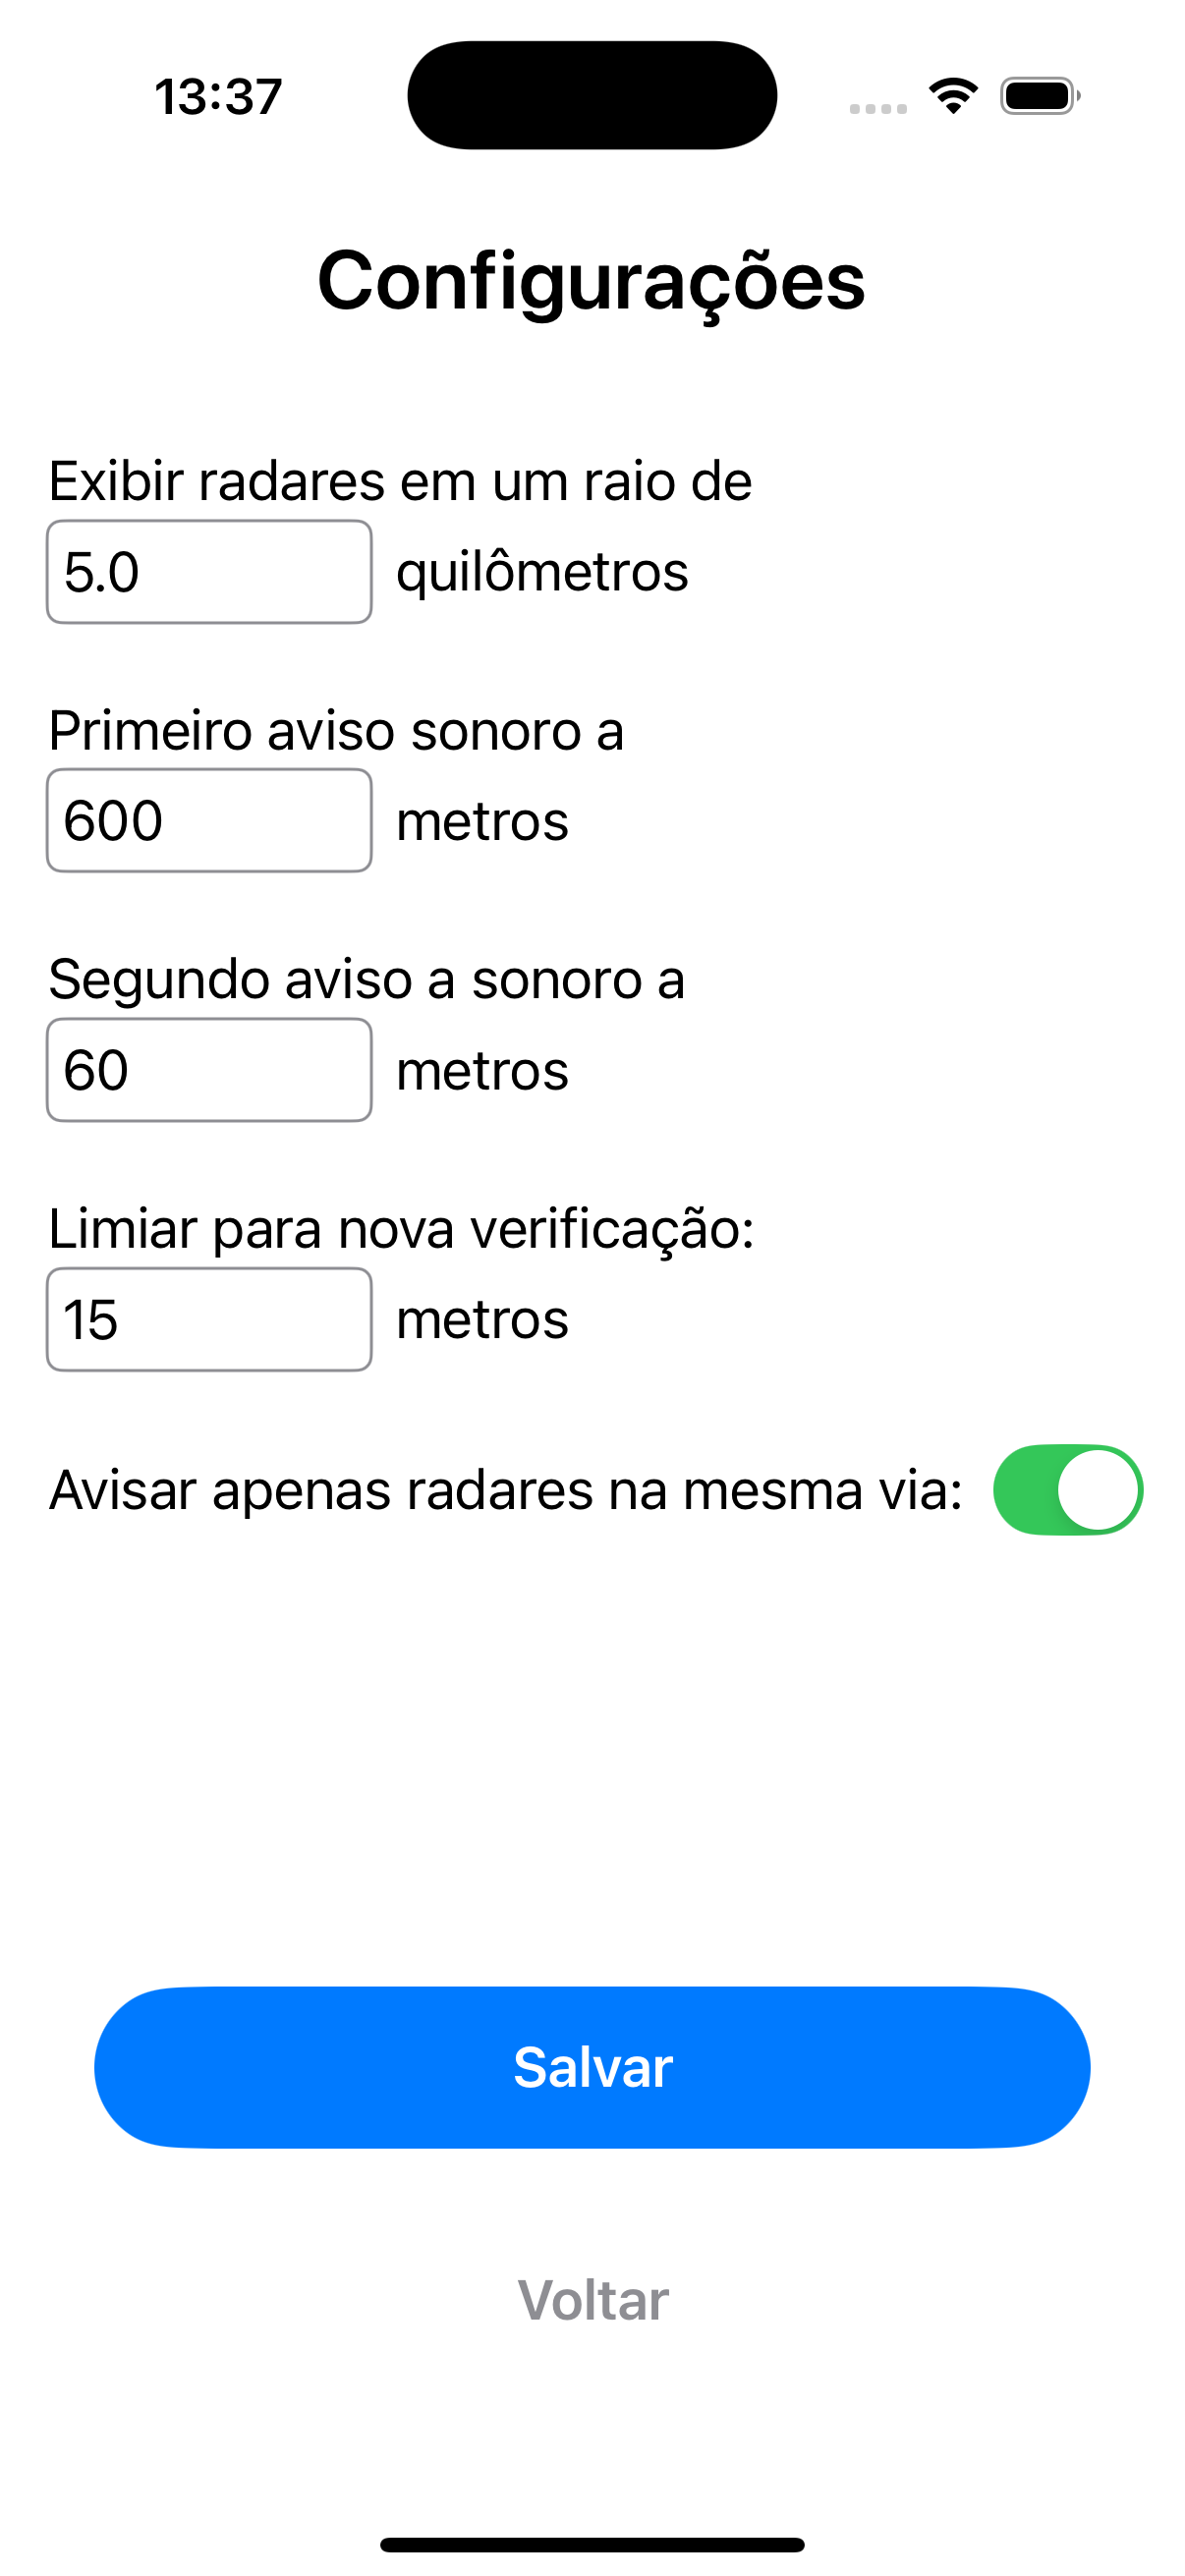 13:37
Configurações
Exibir radares em um raio de
5.0 quilômetros
Primeiro aviso sonoro a
600 metros
Segundo aviso a sonoro a
60 metros
Limiar para nova verificação:
15 metros
Avisar apenas radares na mesma via:
Salvar
Voltar